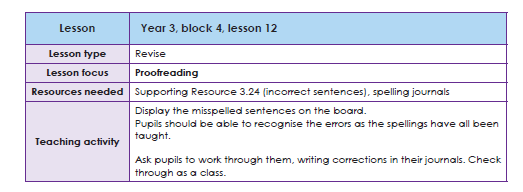 Lesson Year 3, block 4, lesson 12
Lesson type Revise
Lesson focus Proofreading
Resources needed Supporting Resource 3.24 (incorrect sentences), spelling journals
Teaching activity
Display the misspelled sentences on the board.
Pupils should be able to recognise the errors as the spellings have all been
taught.
Ask pupils to work through them, writing corrections in their journals. Check
through as a class.